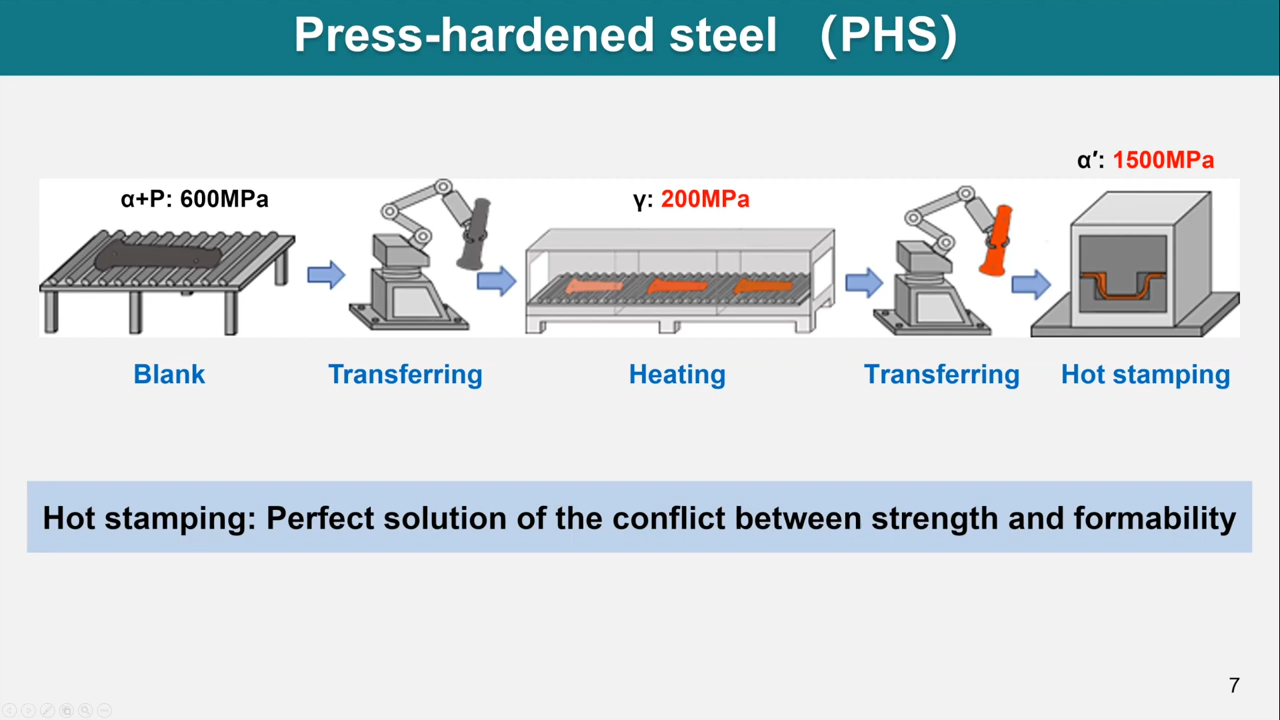 Press-hardened steel （PHS）
α′: 1500MPa
α+P: 600MPa
γ: 200MPa
Blank
Transferring
Heating
Transferring
Hot stamping
Hot stamping: Perfect solution of the conflict between strength and formability
7